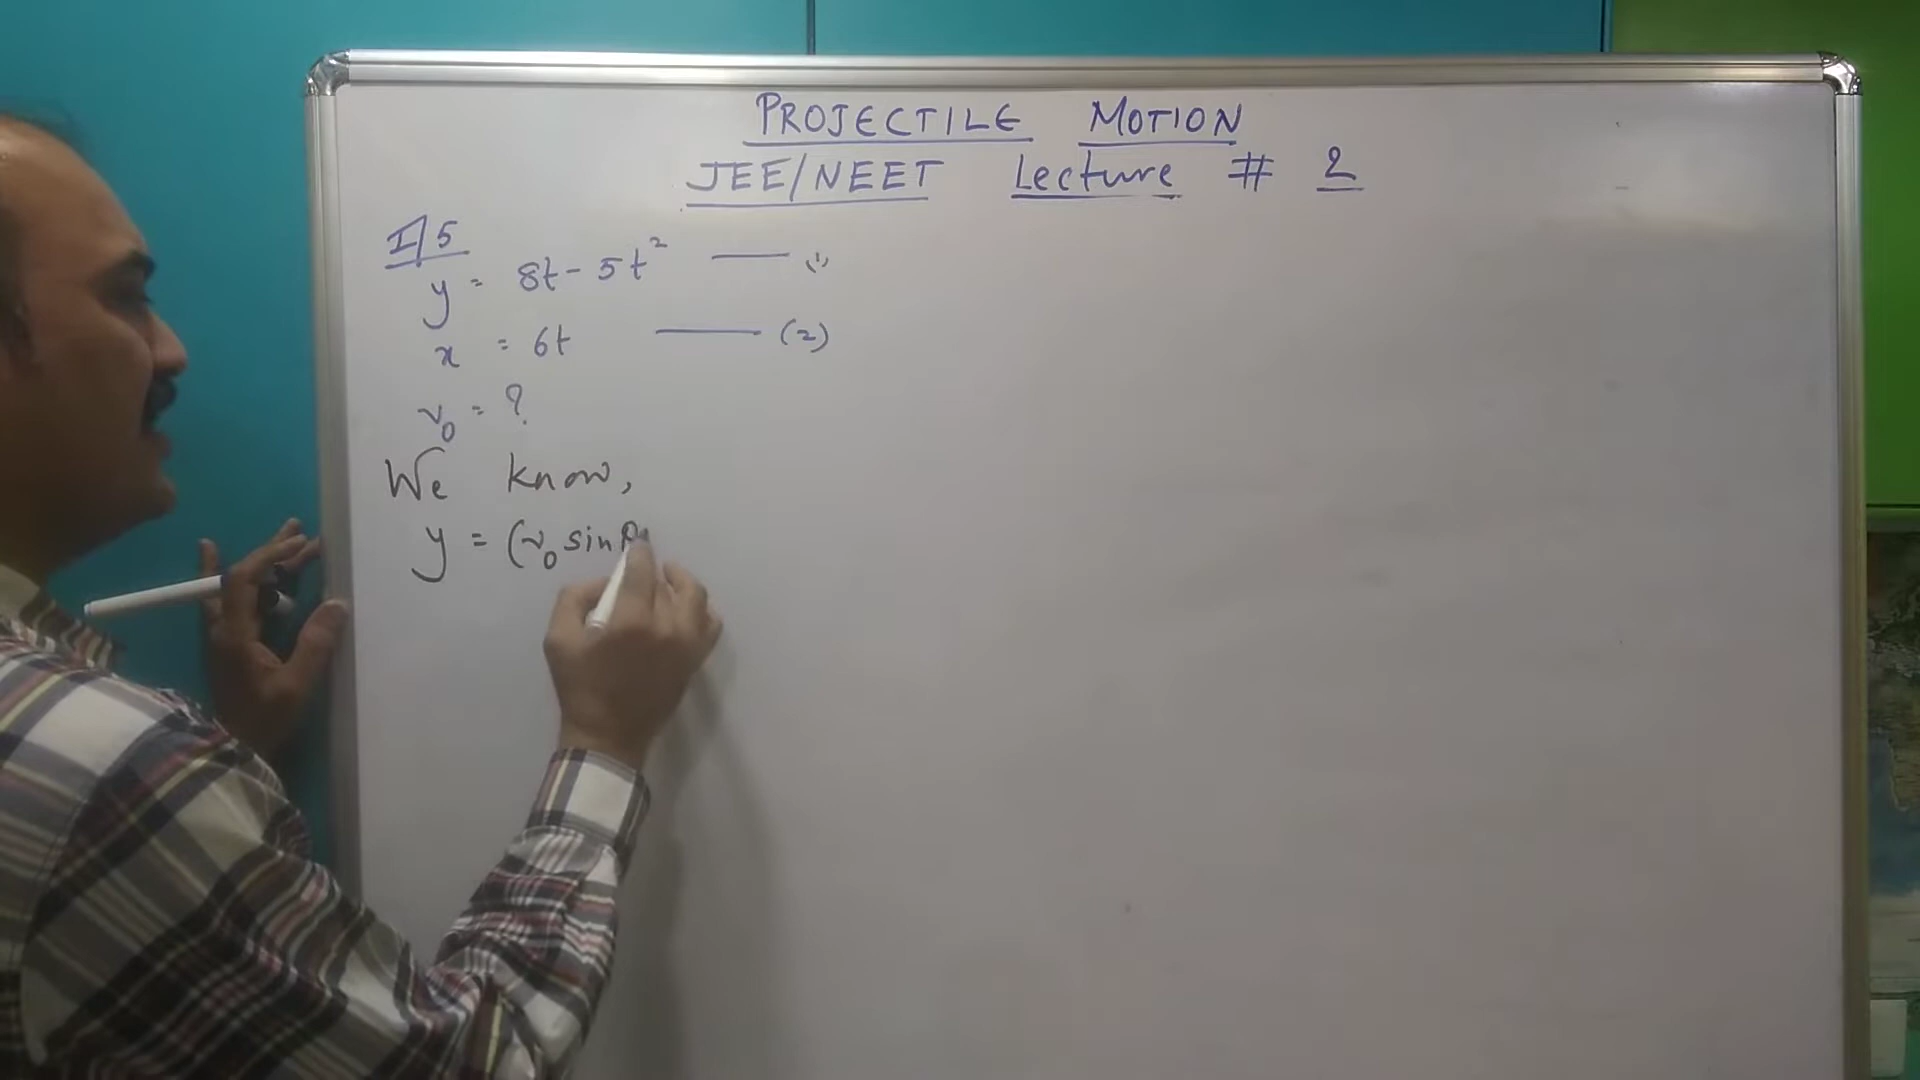 PROJECTILE MOTION
JEE/NEET Lecture # 2
I/5
y = 8t - 5t² —— (1)
x = 6t —— (2)
v₀ = ?
We know,
y = (v₀ sin θ